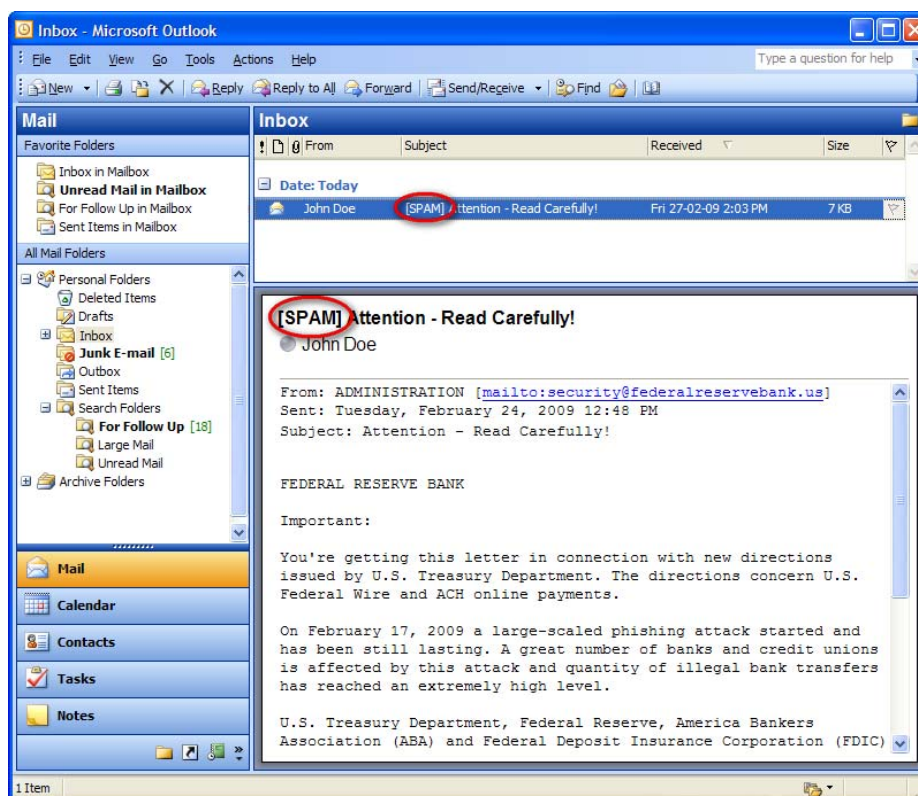 Inbox - Microsoft Outlook
File Edit View Go Tools Actions Help
Type a question for help
New Reply Reply to All Forward Send/Receive Find
Mail
Favorite Folders
Inbox in Mailbox
Unread Mail in Mailbox
For Follow Up in Mailbox
Sent Items in Mailbox
All Mail Folders
Personal Folders
Deleted Items
Drafts
Inbox
Junk E-mail [6]
Outbox
Sent Items
Search Folders
For Follow Up [18]
Large Mail
Unread Mail
Archive Folders
Mail
Calendar
Contacts
Tasks
Notes
Inbox
From Subject Received Size
Date: Today
John Doe [SPAM] Attention - Read Carefully! Fri 27-02-09 2:03 PM 7 KB
[SPAM] Attention - Read Carefully!
John Doe
From: ADMINISTRATION [mailto:security@federalreservebank.us]
Sent: Tuesday, February 24, 2009 12:48 PM
Subject: Attention - Read Carefully!
FEDERAL RESERVE BANK
Important:
You're getting this letter in connection with new directions
issued by U.S. Treasury Department. The directions concern U.S.
Federal Wire and ACH online payments.
On February 17, 2009 a large-scaled phishing attack started and
has been still lasting. A great number of banks and credit unions
is affected by this attack and quantity of illegal bank transfers
has reached an extremely high level.
U.S. Treasury Department, Federal Reserve, America Bankers
Association (ABA) and Federal Deposit Insurance Corporation (FDIC)
1 Item